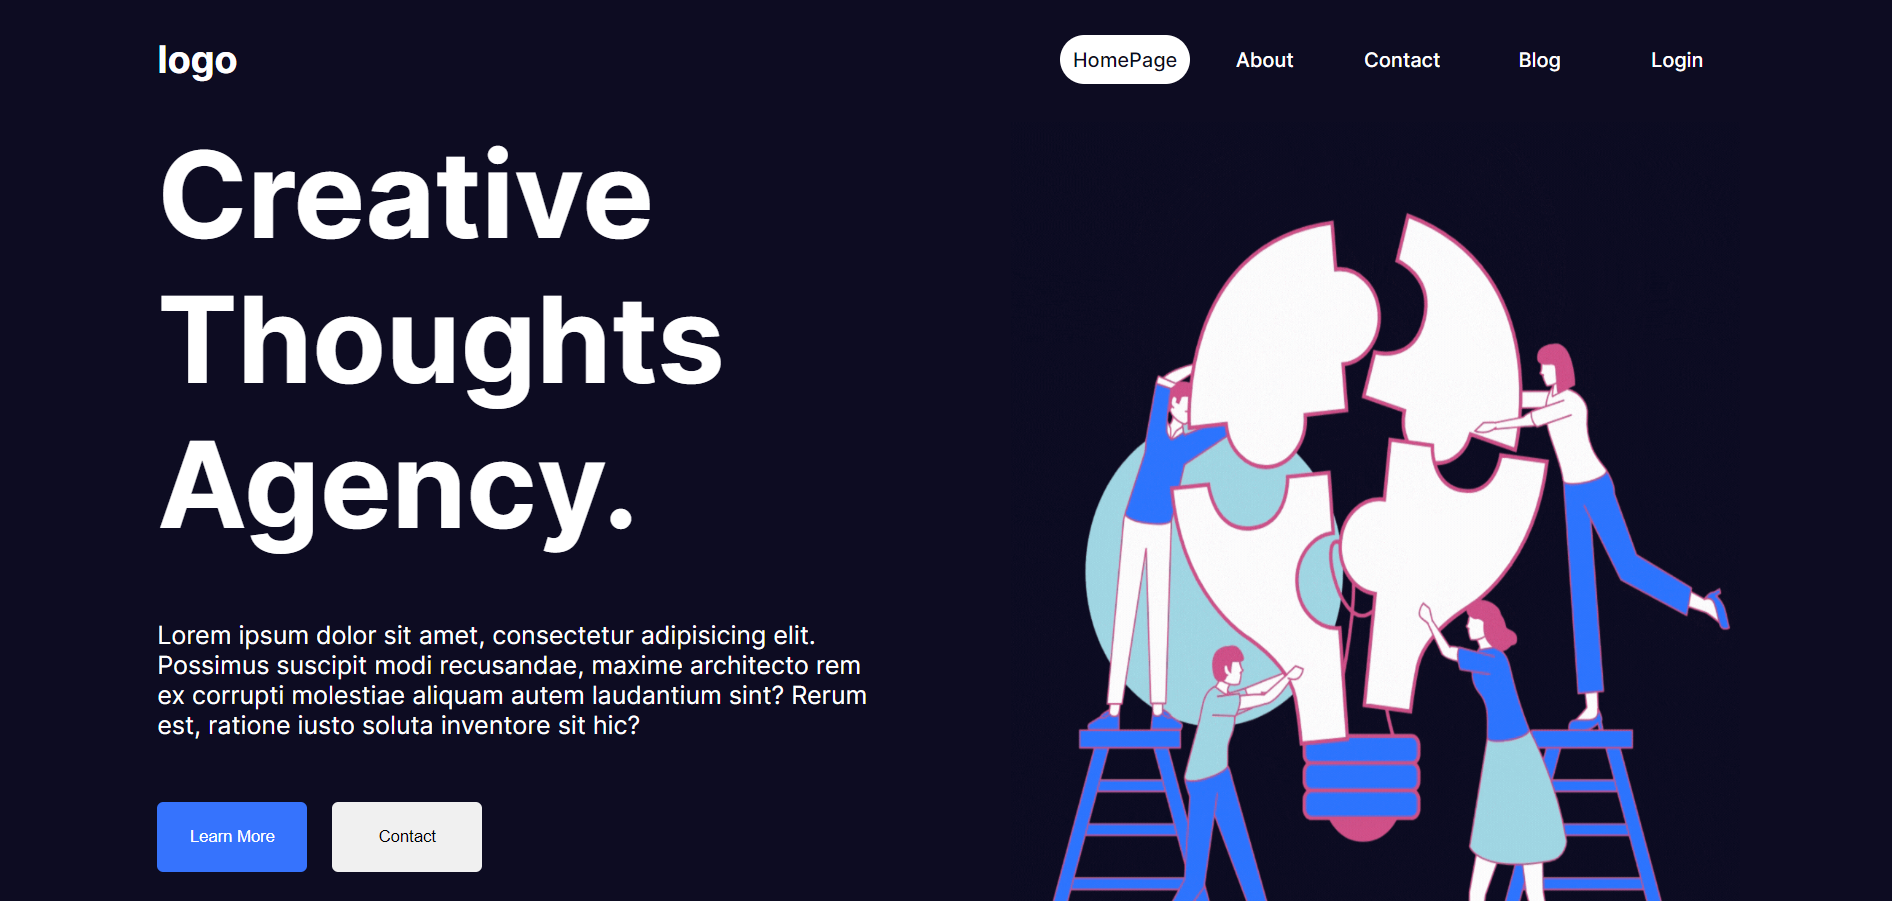 logo
HomePage About Contact Blog Login
Creative
Thoughts
Agency.
Lorem ipsum dolor sit amet, consectetur adipisicing elit.
Possimus suscipit modi recusandae, maxime architecto rem
ex corrupti molestiae aliquam autem laudantium sint? Rerum
est, ratione iusto soluta inventore sit hic?
Learn More Contact